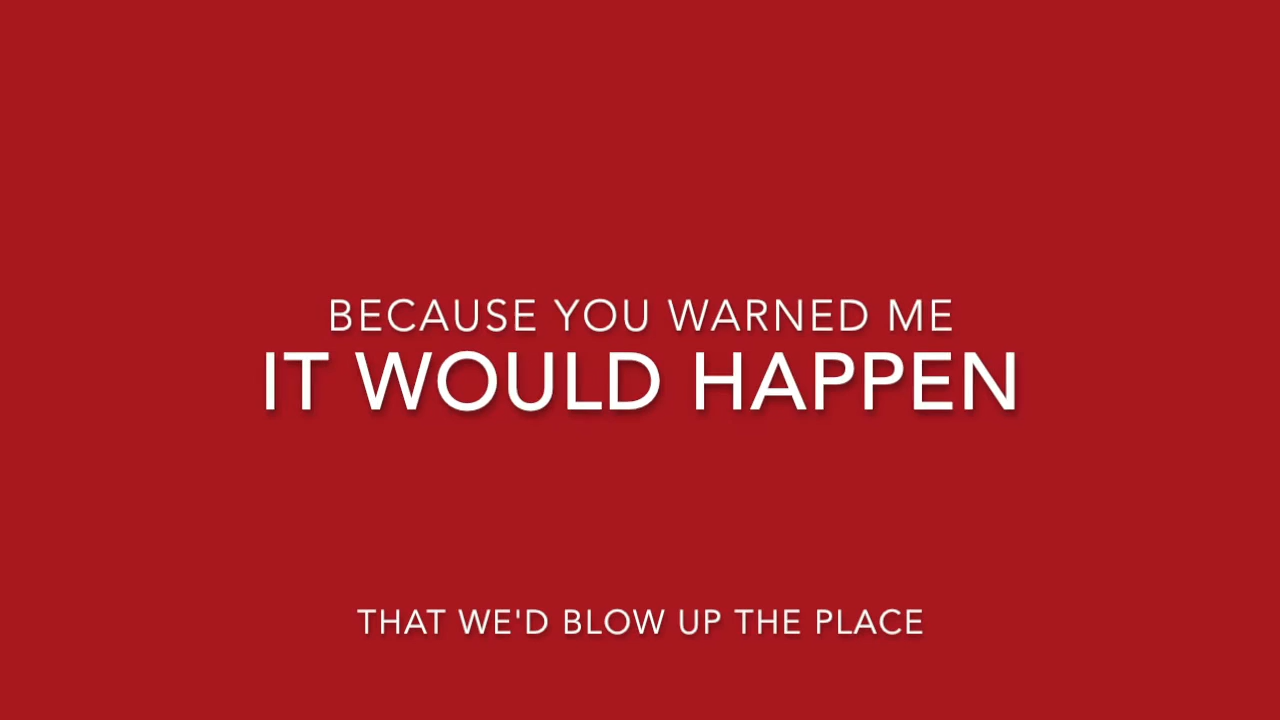 BECAUSE YOU WARNED ME
IT WOULD HAPPEN
THAT WE'D BLOW UP THE PLACE